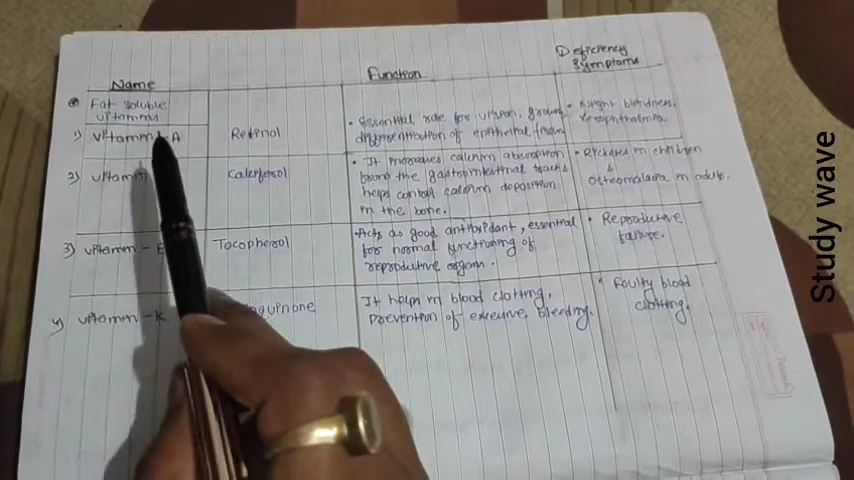 Name
Function
Deficiency
Symptoms
Fat soluble
vitamins
1) vitamin - A
Retinol
• Essential role for vision, growth
differentiation of epithelial
• Night blindness,
xerophthalmia
2) vitamin
Calciferol
• It increases calcium absorption
from the gastrointestinal tracts
helps control calcium deposition
in the bone.
• Rickets in children
&
Osteomalacia in adults.
3) vitamin - E
Tocopherol
• Acts as good antioxidant, essential
for normal functioning of
reproductive organs.
• Reproductive
failure.
4) vitamin - K
quinone
It helps in blood clotting,
prevention of excessive bleeding.
• Faulty blood
clotting.
Study wave